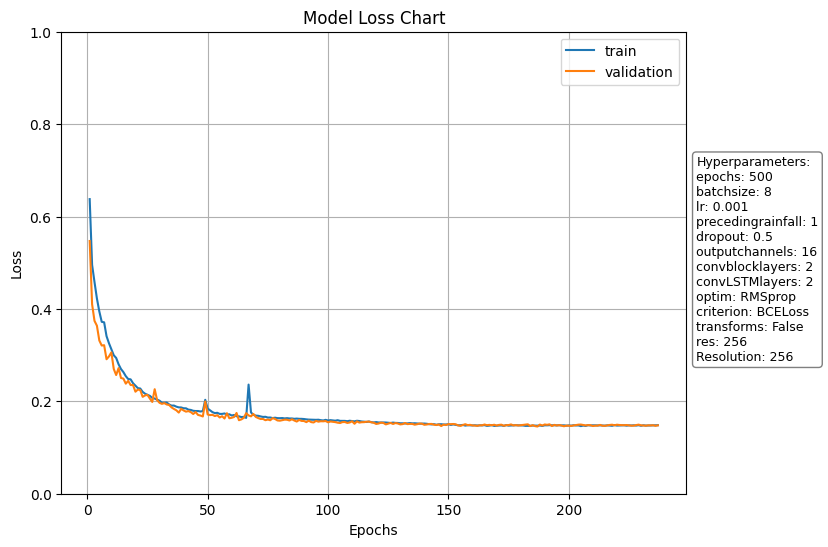 Model Loss Chart
1.0
0.8
0.6
0.4
0.2
0.0
Loss
0
50
100
150
200
Epochs
train
validation
Hyperparameters:
epochs: 500
batchsize: 8
lr: 0.001
precedingrainfall: 1
dropout: 0.5
outputchannels: 16
convblocklayers: 2
convLSTMlayers: 2
optim: RMSprop
criterion: BCELoss
transforms: False
res: 256
Resolution: 256